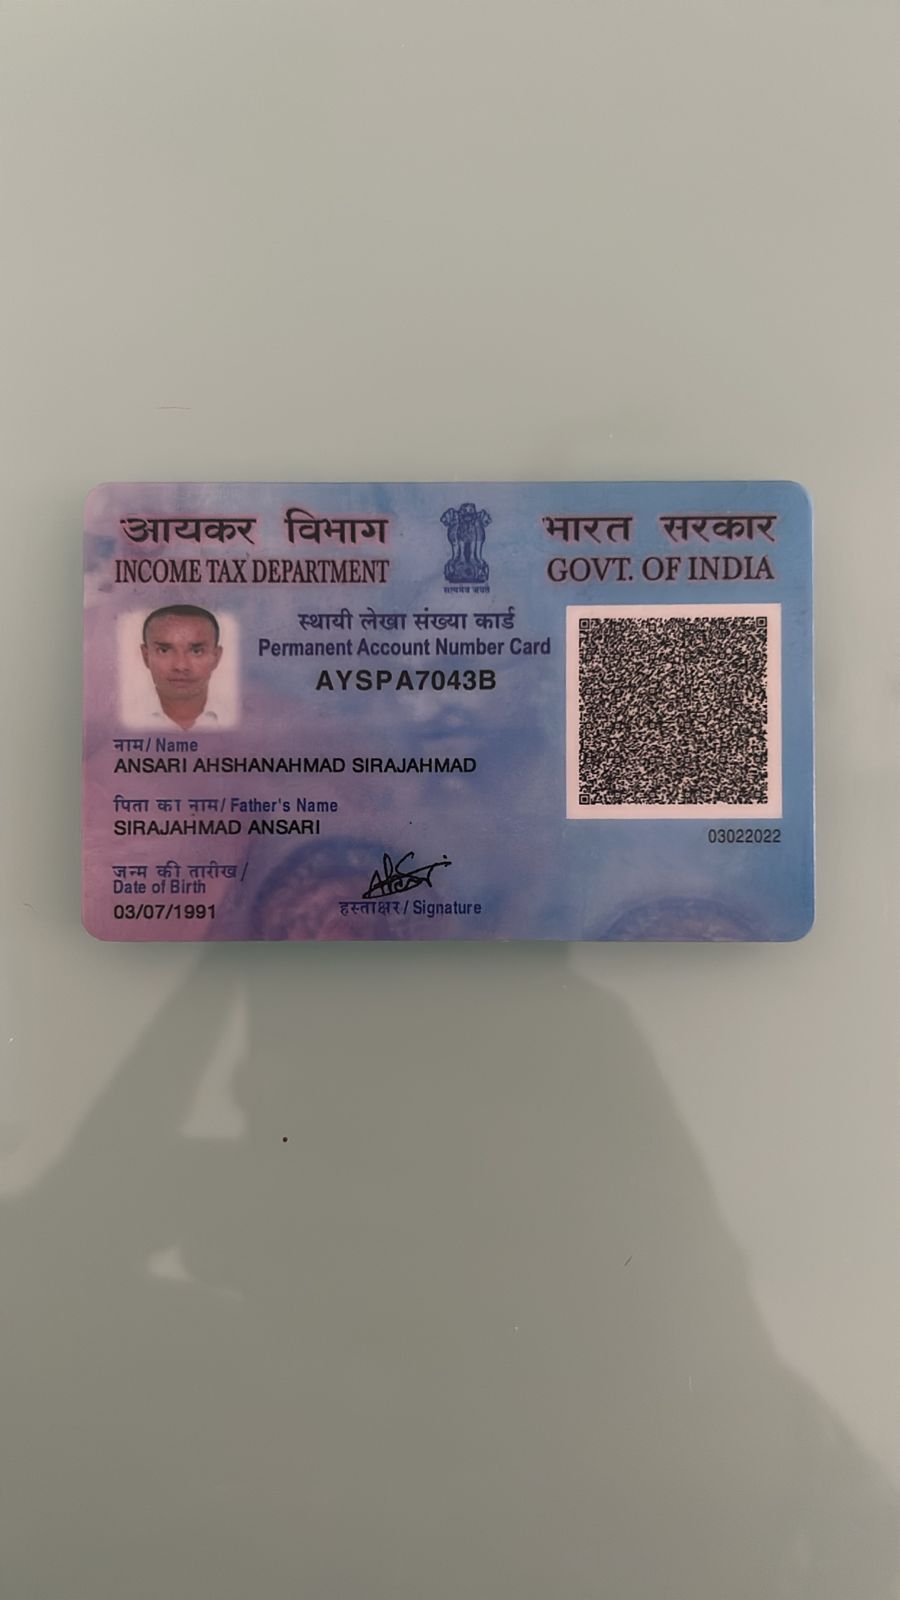 आयकर विभाग
INCOME TAX DEPARTMENT
सत्यमेव जयते
भारत सरकार
GOVT. OF INDIA
स्थायी लेखा संख्या कार्ड
Permanent Account Number Card
AYSPA7043B
नाम / Name
ANSARI AHSHANAHMAD SIRAJAHMAD
पिता का नाम / Father's Name
SIRAJAHMAD ANSARI
03022022
जन्म की तारीख /
Date of Birth
03/07/1991
हस्ताक्षर / Signature